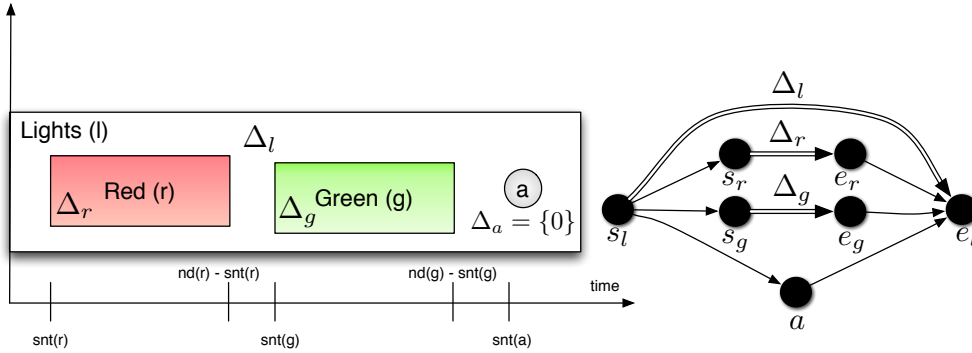 Lights (l)
Δ_l
Δ_r
Red (r)
Δ_g
Green (g)
a
Δ_a = {0}
nd(r) - snt(r)
nd(g) - snt(g)
time
snt(r)
snt(g)
snt(a)
Δ_l
Δ_r
s_r
e_r
Δ_g
s_l
s_g
e_g
e_l
a